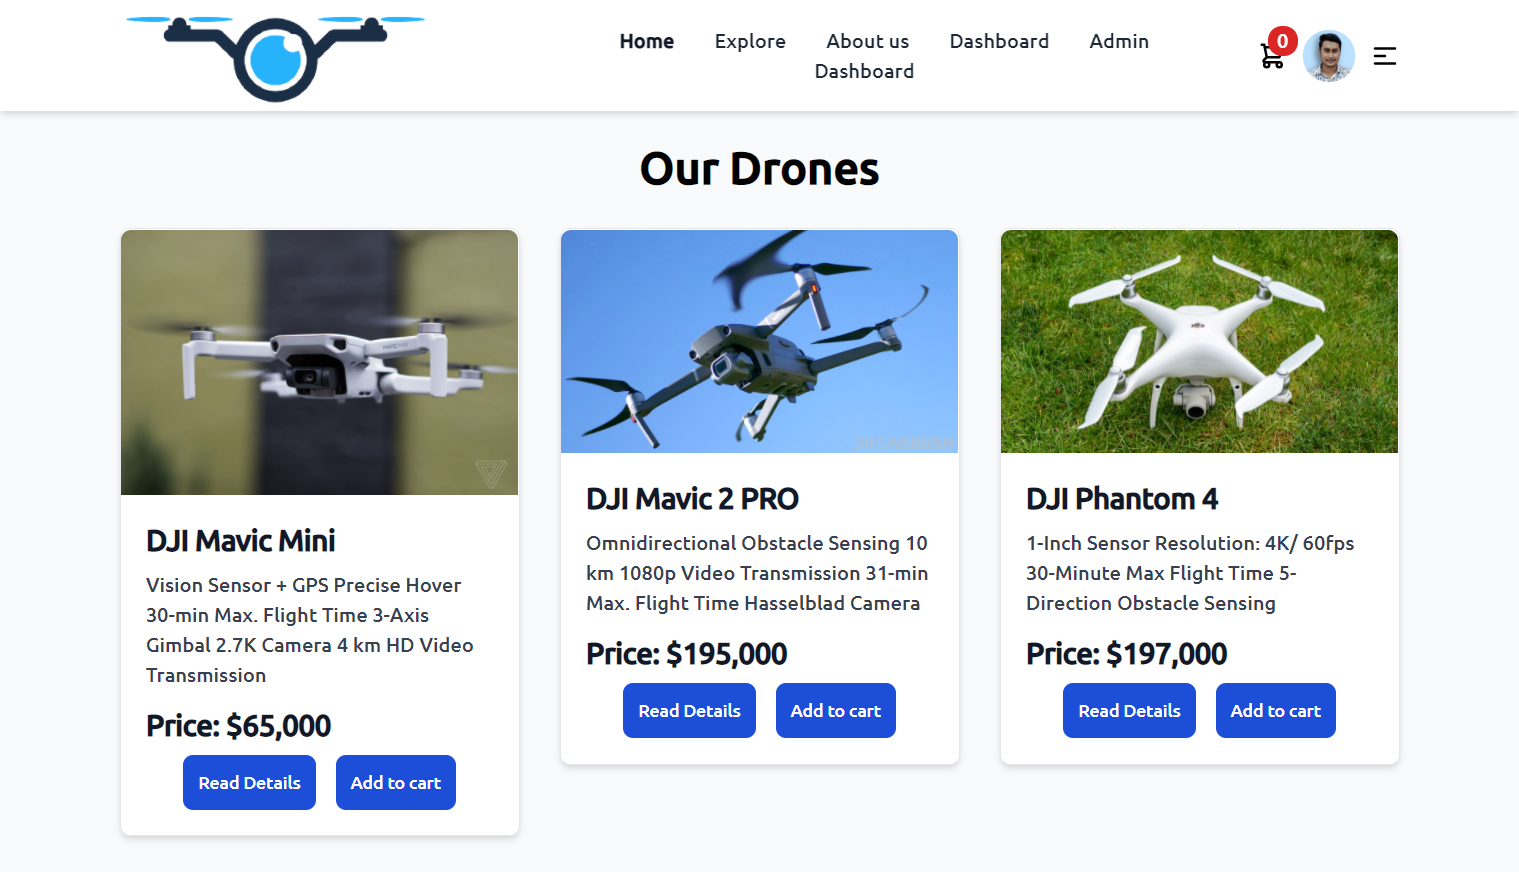 Home Explore About us Dashboard Admin
Dashboard
0
Our Drones
DJI Mavic Mini
Vision Sensor + GPS Precise Hover
30-min Max. Flight Time 3-Axis
Gimbal 2.7K Camera 4 km HD Video
Transmission
Price: $65,000
Read Details Add to cart
DJI Mavic 2 PRO
Omnidirectional Obstacle Sensing 10
km 1080p Video Transmission 31-min
Max. Flight Time Hasselblad Camera
Price: $195,000
Read Details Add to cart
DJI Phantom 4
1-Inch Sensor Resolution: 4K/ 60fps
30-Minute Max Flight Time 5-
Direction Obstacle Sensing
Price: $197,000
Read Details Add to cart